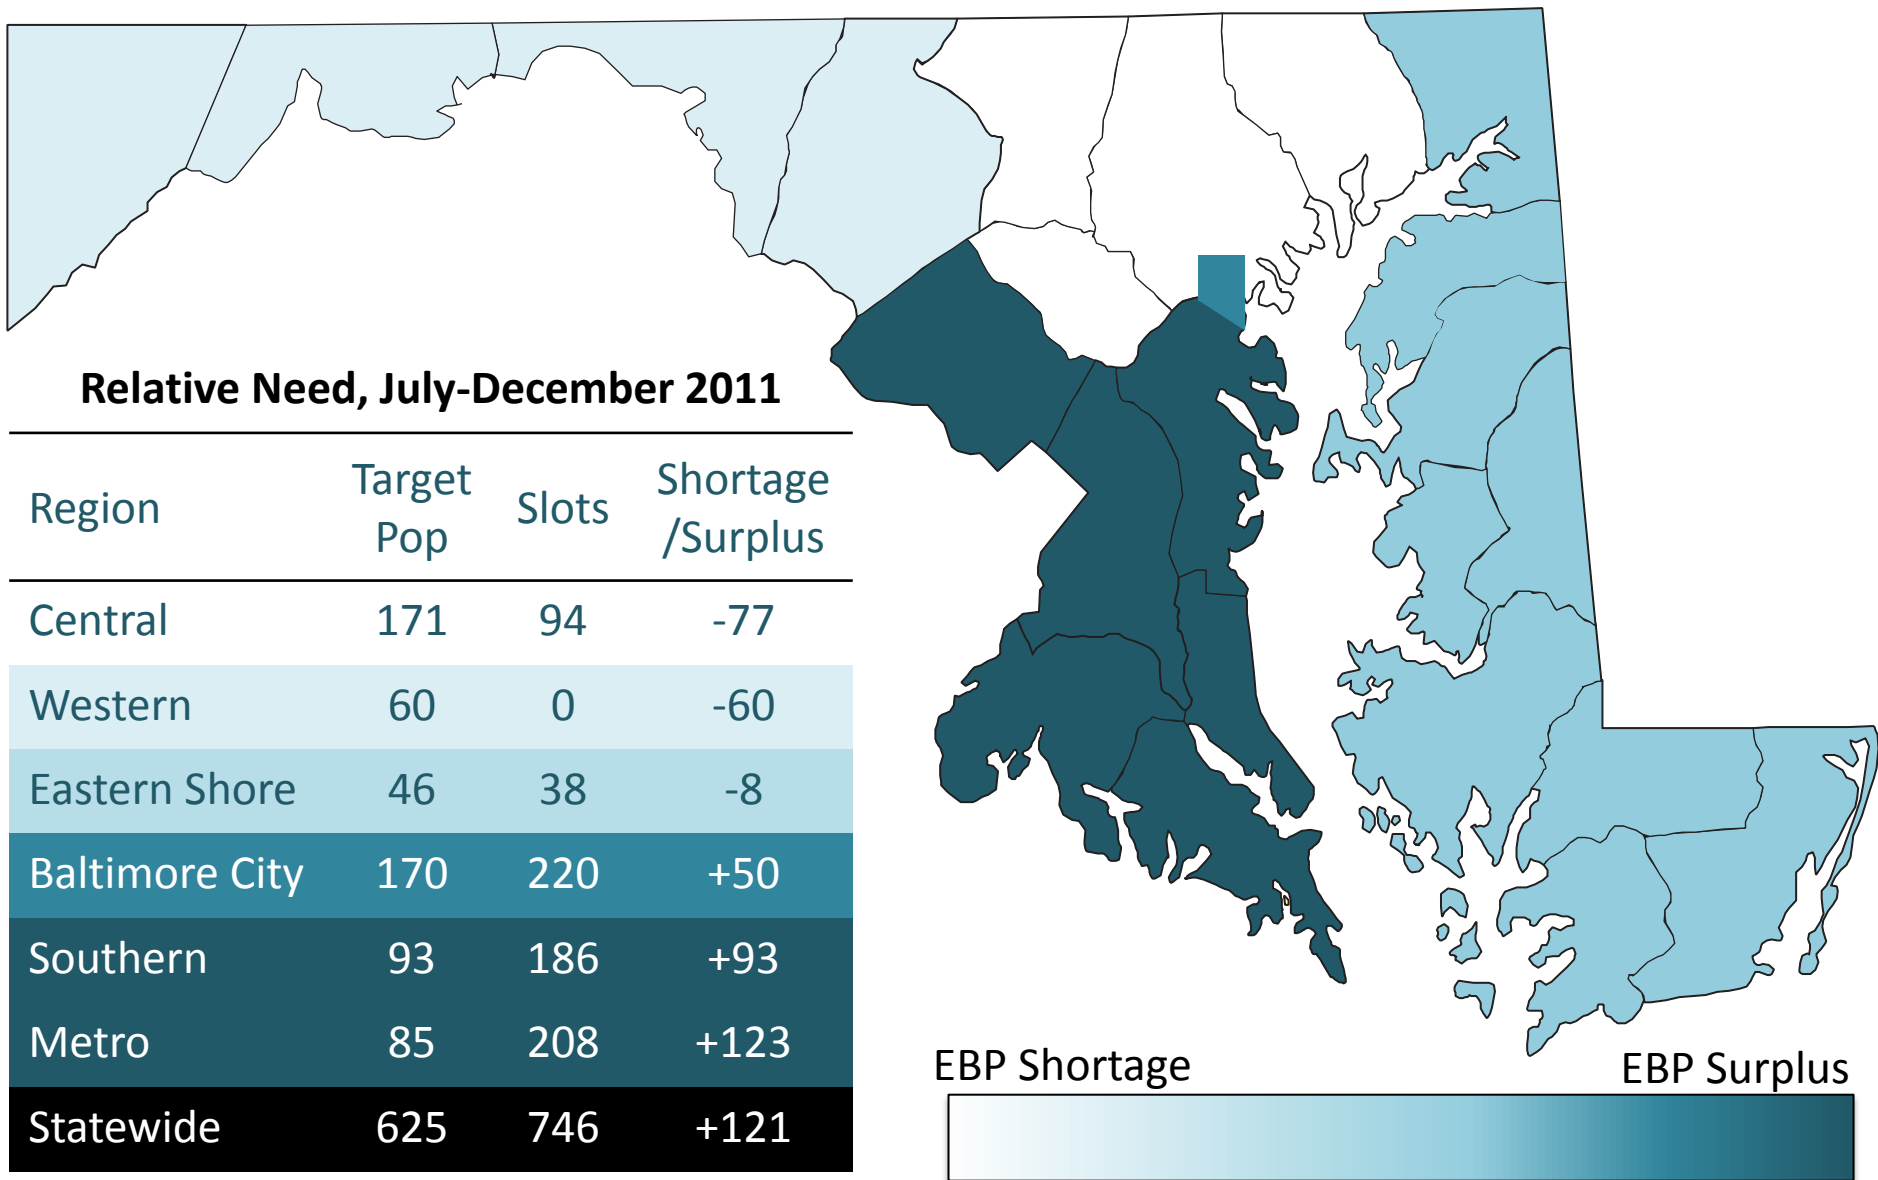 Relative Need, July-December 2011
Region Target Pop Slots Shortage /Surplus
Central 171 94 -77
Western 60 0 -60
Eastern Shore 46 38 -8
Baltimore City 170 220 +50
Southern 93 186 +93
Metro 85 208 +123
Statewide 625 746 +121
EBP Shortage
EBP Surplus